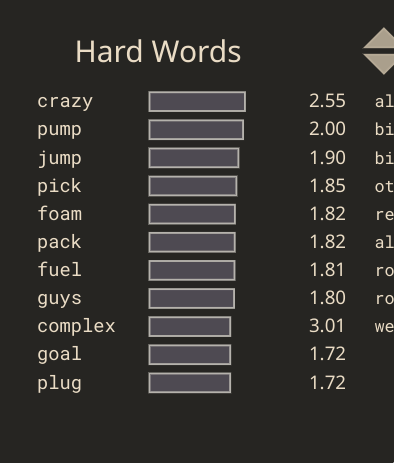 Hard Words
crazy 2.55 al
pump 2.00 bi
jump 1.90 bi
pick 1.85 ot
foam 1.82 re
pack 1.82 al
fuel 1.81 ro
guys 1.80 ro
complex 3.01 we
goal 1.72
plug 1.72